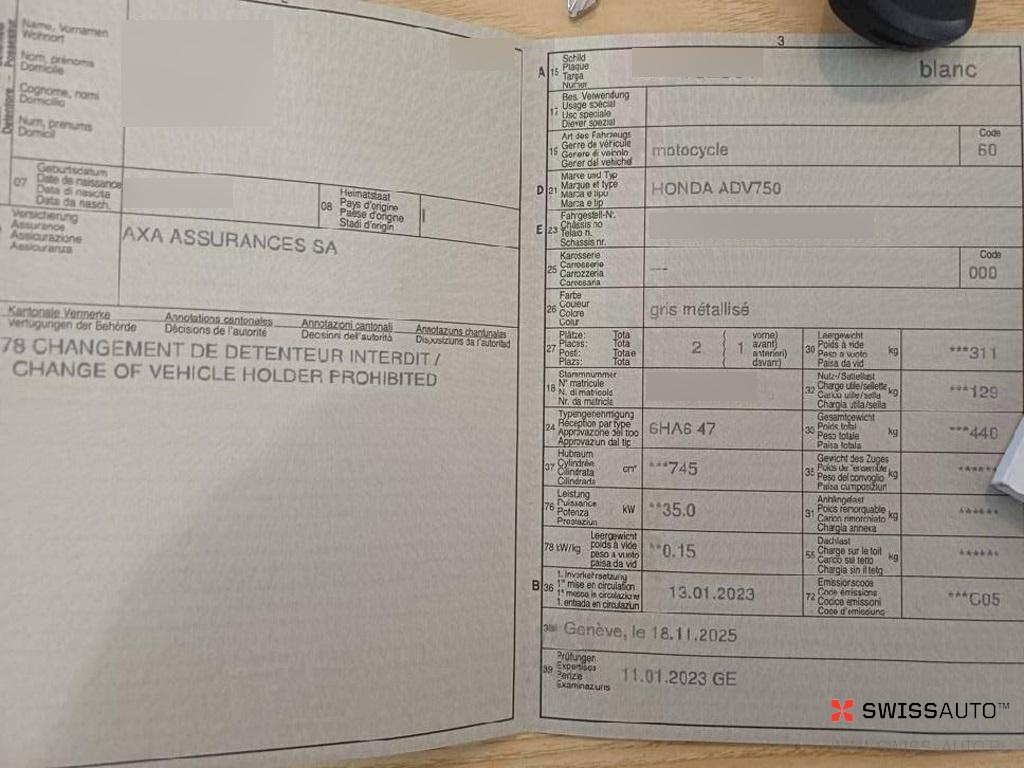 Name, Vornamen
Wohnort
Nom, prénoms
Domicile
Cognome, nomi
Domicilio
Num, prenums
Domicil
07
Geburtsdatum
Date de naissance
Data di nascita
Data da nasch.
08
Heimatstaat
Pays d'origine
Paese d'origine
Stadi d'origin
Versicherung
Assurance
Assicurazione
Assicuranza
AXA ASSURANCES SA
Kantonale Vermerke Annotations cantonales Annotazioni cantonali Annotaziuns chantunalas
Verfügungen der Behörde Décisions de l'autorité Decisioni dell'autorità Disposiziuns da l'autoritad
78 CHANGEMENT DE DETENTEUR INTERDIT /
CHANGE OF VEHICLE HOLDER PROHIBITED
3
A 15
Schild
Plaque
Targa
Numer
blanc
17
Bes. Verwendung
Usage spécial
Uso speciale
Diever spezial
19
Art des Fahrzeugs
Genre de véhicule
Genere di veicolo
Gener dal vehichel
motocycle
Code
60
D 21
Marke und Typ
Marque et type
Marca e tipo
Marca e tip
HONDA ADV750
E 23
Fahrgestell-Nr.
Châssis no
Telaio n.
Schassis nr.
25
Karosserie
Carrosserie
Carrozzeria
Carossaria
---
Code
000
26
Farbe
Couleur
Colore
Colur
gris métallisé
27
Plätze: Total
Places: Total
Posti: Totale
Plazs: Total
2
1
vorne)
avant)
anteriori)
davant)
30
Leergewicht
Poids à vide
Peso a vuoto
Paisa da vid
kg
***311
18
Stammnummer
N° matricule
N. di matricola
Nr. da matricla
32
Nutz-/Sattellast
Charge utile/sellette
Carico utile/sella
Chargia utila/sella
kg
***129
24
Typengenehmigung
Réception par type
Approvazione del tipo
Approvaziun dal tip
6HA6 47
33
Gesamtgewicht
Poids total
Peso totale
Paisa totala
kg
***440
37
Hubraum
Cylindrée
Cilindrata
Cilindrada
cm³
***745
35
Gewicht des Zuges
Poids de l'ensemble
Peso del convoglio
Paisa cumposiziun
kg
******
76
Leistung
Puissance
Potenza
Prestaziun
kW
**35.0
31
Anhängelast
Poids remorquable
Carico rimorchiato
Chargia annexa
kg
******
78 kW/kg
Leergewicht
poids à vide
peso a vuoto
paisa da vid
**0.15
55
Dachlast
Charge sur le toit
Carico sul tetto
Chargia sin il tetg
kg
******
B 36
1. Inverkehrsetzung
1re mise en circulation
1a messa in circolazione
1. entrada en circulaziun
13.01.2023
72
Emissionscode
Code émissions
Codice emissioni
Code d'emissiuns
***C05
38
Genève, le 18.11.2025
39
Prüfungen
Expertises
Perizie
Examinaziuns
11.01.2023 GE
SWISSAUTO™
WWW.SWISS-AUTO.PL